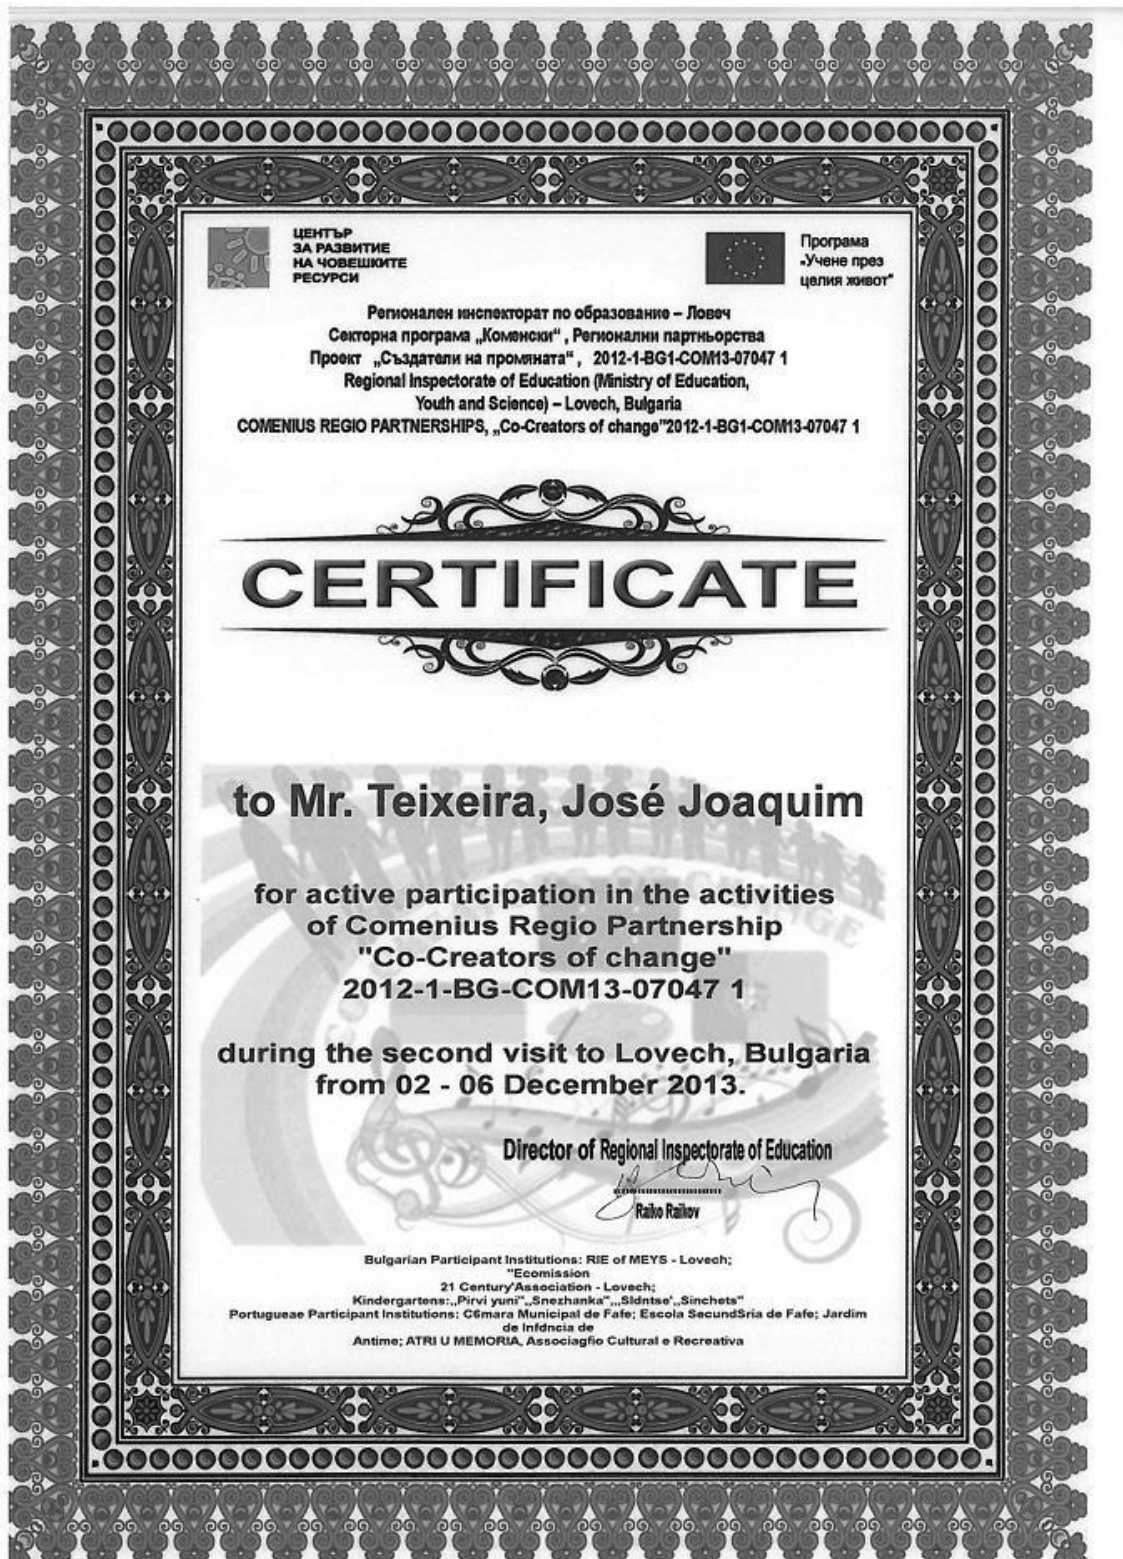 ЦЕНТЪР
ЗА РАЗВИТИЕ
НА ЧОВЕШКИТЕ
РЕСУРСИ
Програма
„Учене през
целия живот“
Регионален инспекторат по образование – Ловеч
Секторна програма „Коменски“ , Регионални партньорства
Проект „Създатели на промяната“ , 2012-1-BG1-COM13-07047 1
Regional Inspectorate of Education (Ministry of Education,
Youth and Science) – Lovech, Bulgaria
COMENIUS REGIO PARTNERSHIPS, „Co-Creators of change”2012-1-BG1-COM13-07047 1
CERTIFICATE
to Mr. Teixeira, José Joaquim
for active participation in the activities
of Comenius Regio Partnership
"Co-Creators of change"
2012-1-BG-COM13-07047 1
during the second visit to Lovech, Bulgaria
from 02 - 06 December 2013.
Director of Regional Inspectorate of Education
Raiko Raikov
Bulgarian Participant Institutions: RIE of MEYS - Lovech;
"Ecomission
21 Century'Association - Lovech;
Kindergartens:„Pirvi yuni"„Snezhanka"„,Sldntse'„Sinchets"
Portugueae Participant Institutions: C6mara Municipal de Fafe; Escola SecundSria de Fafe; Jardim
de Infdncia de
Antime; ATRI U MEMORIA, Associagfio Cultural e Recreativa